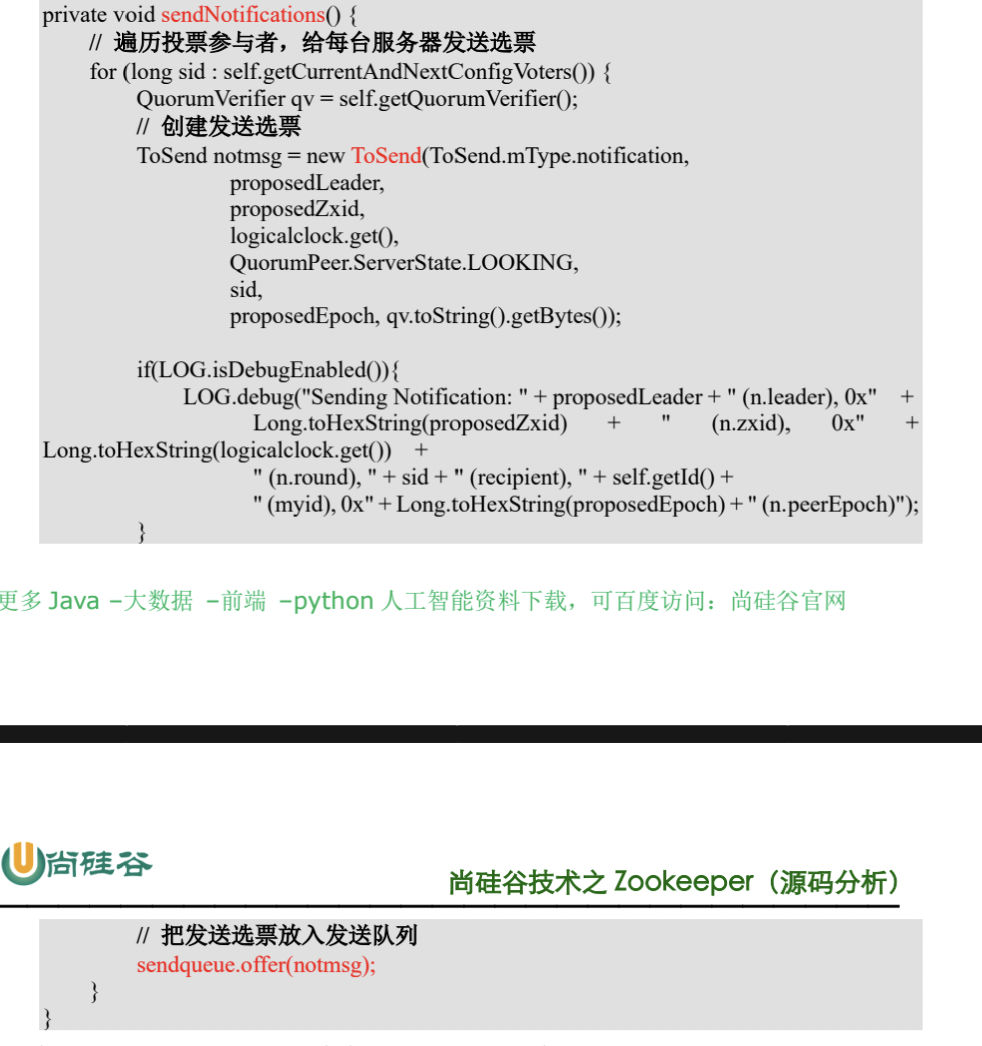 private void sendNotifications() {
// 遍历投票参与者，给每台服务器发送选票
for (long sid : self.getCurrentAndNextConfigVoters()) {
QuorumVerifier qv = self.getQuorumVerifier();
// 创建发送选票
ToSend notmsg = new ToSend(ToSend.mType.notification,
proposedLeader,
proposedZxid,
logicalclock.get(),
QuorumPeer.ServerState.LOOKING,
sid,
proposedEpoch, qv.toString().getBytes());
if(LOG.isDebugEnabled()){
LOG.debug("Sending Notification: " + proposedLeader + " (n.leader), 0x" +
Long.toHexString(proposedZxid) + " (n.zxid), 0x" +
Long.toHexString(logicalclock.get()) +
" (n.round), " + sid + " (recipient), " + self.getId() +
" (myid), 0x" + Long.toHexString(proposedEpoch) + " (n.peerEpoch)");
}
更多 Java –大数据 –前端 –python 人工智能资料下载，可百度访问：尚硅谷官网
尚硅谷
尚硅谷技术之 Zookeeper（源码分析）
// 把发送选票放入发送队列
sendqueue.offer(notmsg);
}
}